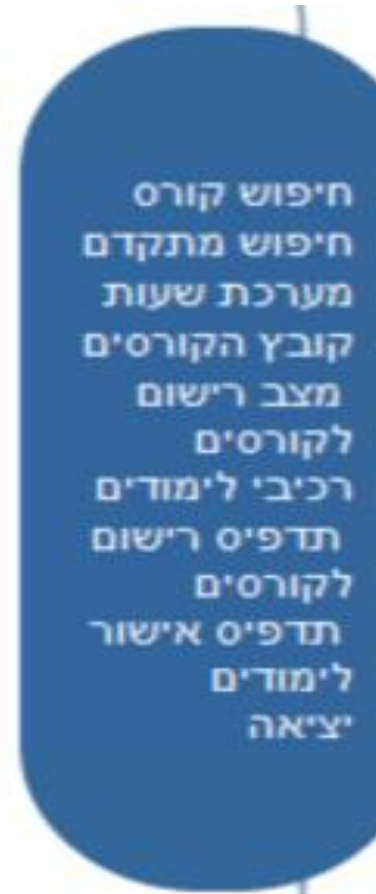 חיפוש קורס
חיפוש מתקדם
מערכת שעות
קובץ הקורסים
מצב רישום
לקורסים
רכיבי לימודים
תדפיס רישום
לקורסים
תדפיס אישור
לימודים
יציאה